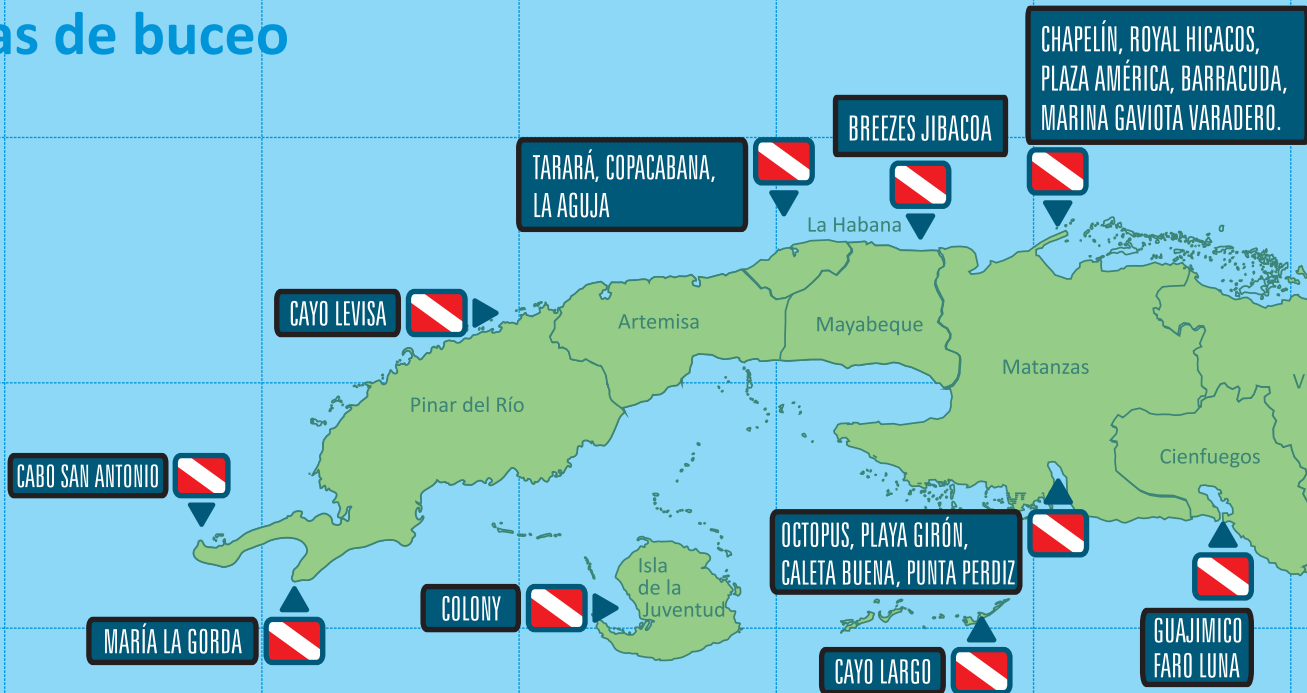 as de buceo
CHAPELÍN, ROYAL HICACOS,
PLAZA AMÉRICA, BARRACUDA,
MARINA GAVIOTA VARADERO.
BREEZES JIBACOA
TARARÁ, COPACABANA,
LA AGUJA
La Habana
CAYO LEVISA
Artemisa
Mayabeque
Matanzas
V
Pinar del Río
Cienfuegos
CABO SAN ANTONIO
OCTOPUS, PLAYA GIRÓN,
CALETA BUENA, PUNTA PERDIZ
Isla
de la
Juventud
COLONY
MARÍA LA GORDA
GUAJIMICO
FARO LUNA
CAYO LARGO